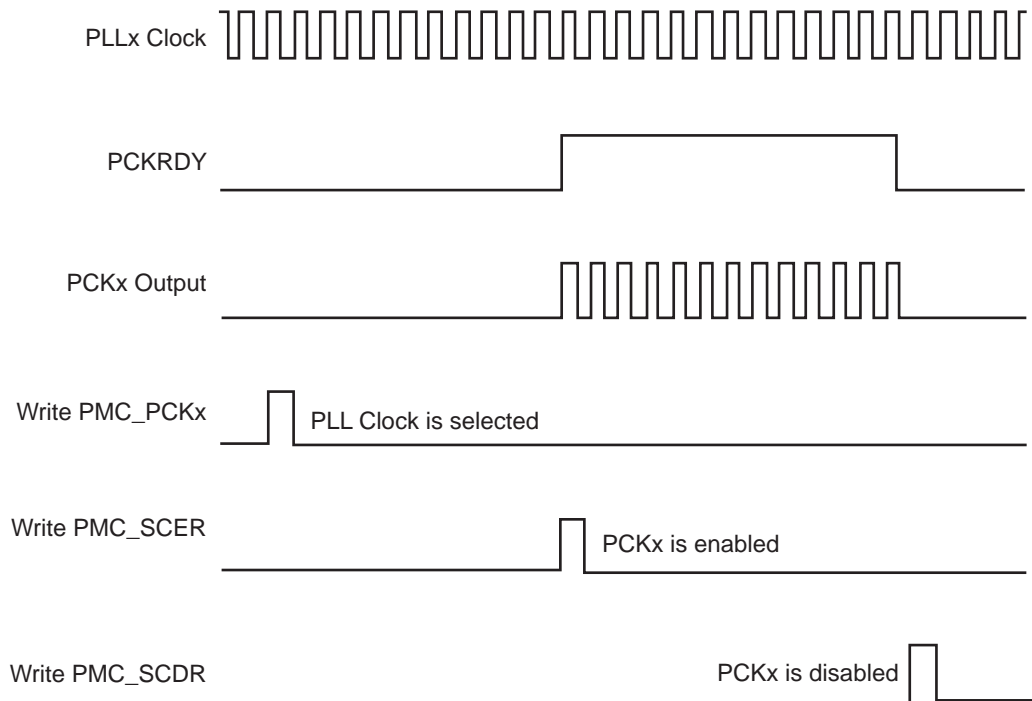 PLLx Clock
PCKRDY
PCKx Output
Write PMC_PCKx
PLL Clock is selected
Write PMC_SCER
PCKx is enabled
Write PMC_SCDR
PCKx is disabled